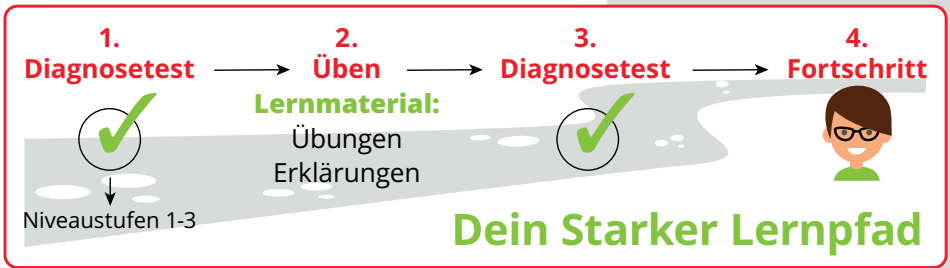 1.
Diagnosetest
2.
Üben
Lernmaterial:
Übungen
Erklärungen
3.
Diagnosetest
4.
Fortschritt
Niveaustufen 1-3
Dein Starker Lernpfad